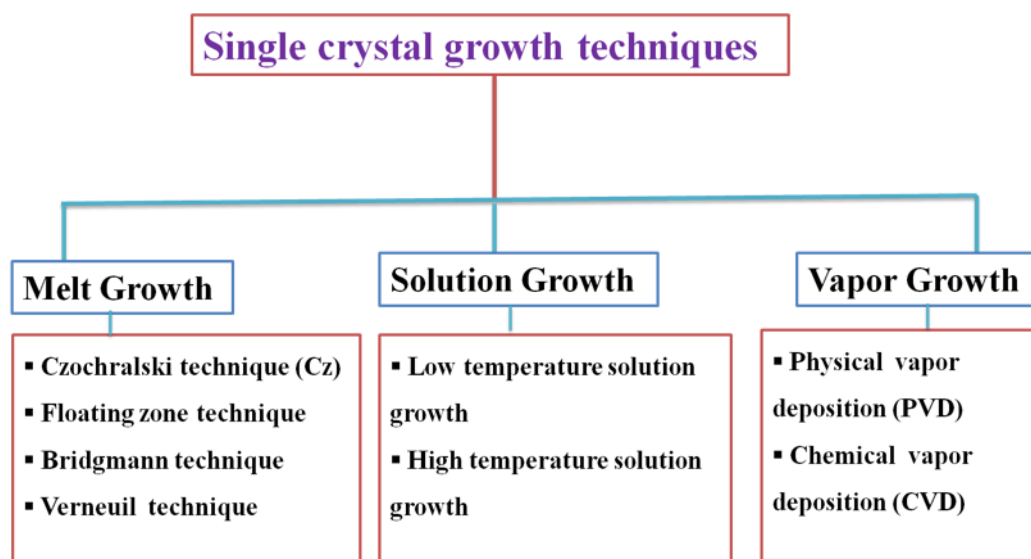 Single crystal growth techniques
Melt Growth
▪ Czochralski technique (Cz)
▪ Floating zone technique
▪ Bridgmann technique
▪ Verneuil technique
Solution Growth
▪ Low temperature solution
growth
▪ High temperature solution
growth
Vapor Growth
▪ Physical vapor
deposition (PVD)
▪ Chemical vapor
deposition (CVD)